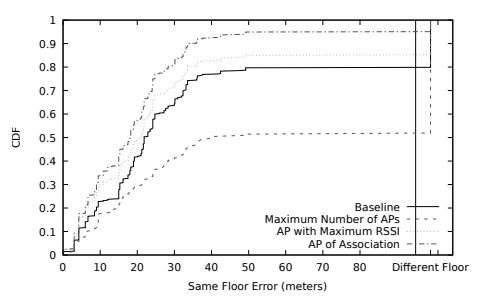 1
0.9
0.8
0.7
0.6
0.5
0.4
0.3
0.2
0.1
0
CDF
Baseline
Maximum Number of APs
AP with Maximum RSSI
AP of Association
0 10 20 30 40 50 60 70 80 Different Floor
Same Floor Error (meters)